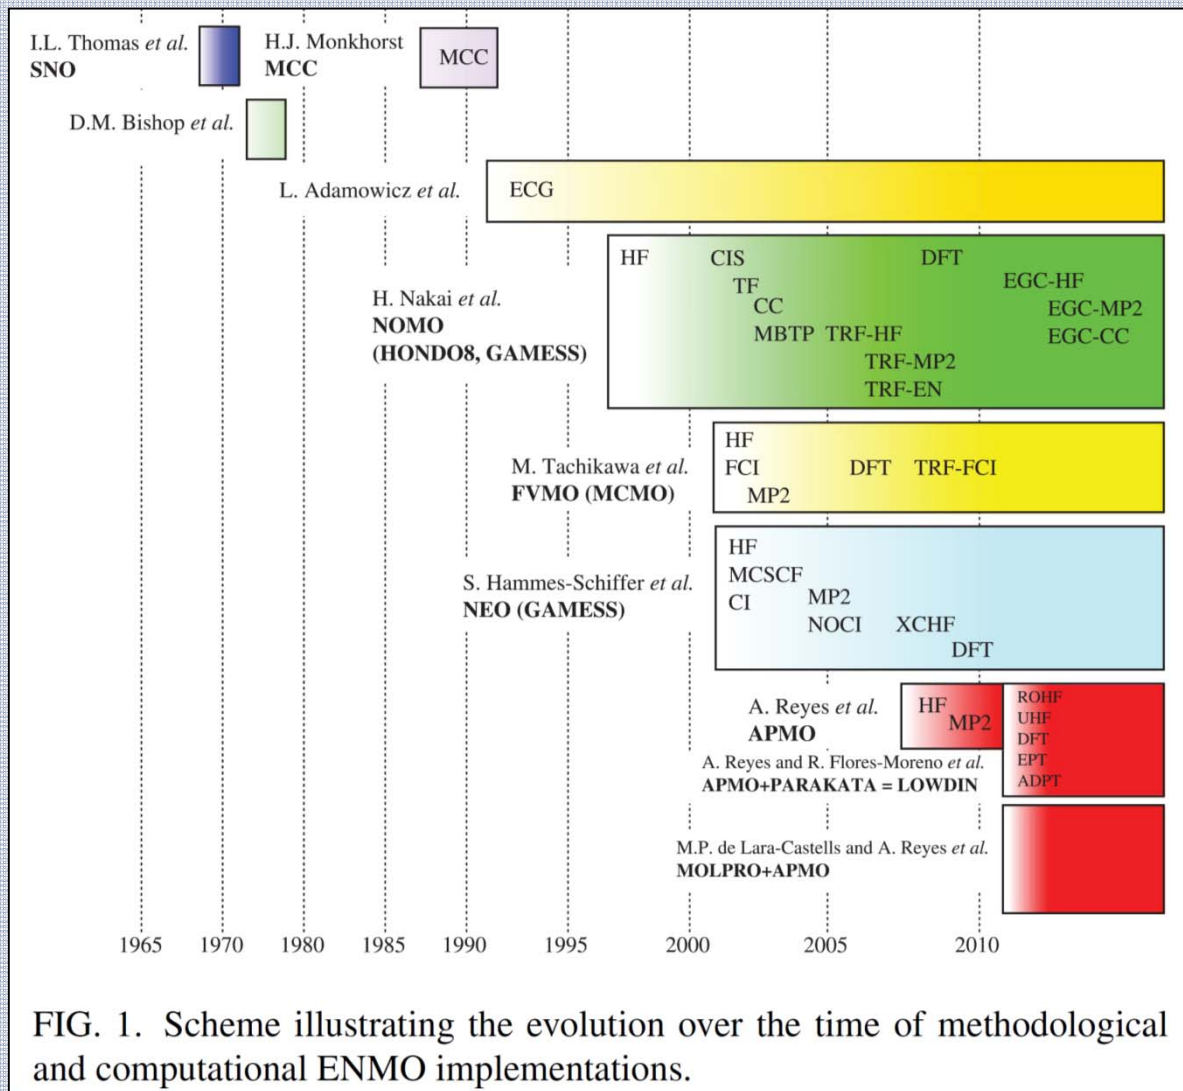 I.L. Thomas et al.
SNO
H.J. Monkhorst
MCC
MCC
D.M. Bishop et al.
L. Adamowicz et al.
ECG
H. Nakai et al.
NOMO
(HONDO8, GAMESS)
HF
CIS
DFT
TF
EGC-HF
CC
EGC-MP2
MBTP TRF-HF
EGC-CC
TRF-MP2
TRF-EN
M. Tachikawa et al.
FVMO (MCMO)
HF
FCI
DFT
TRF-FCI
MP2
S. Hammes-Schiffer et al.
NEO (GAMESS)
HF
MCSCF
CI
MP2
NOCI
XCHF
DFT
A. Reyes et al.
APMO
HF
MP2
A. Reyes and R. Flores-Moreno et al.
APMO+PARAKATA = LOWDIN
ROHF
UHF
DFT
EPT
ADPT
M.P. de Lara-Castells and A. Reyes et al.
MOLPRO+APMO
1965 1970 1980 1985 1990 1995 2000 2005 2010
FIG. 1. Scheme illustrating the evolution over the time of methodological
and computational ENMO implementations.